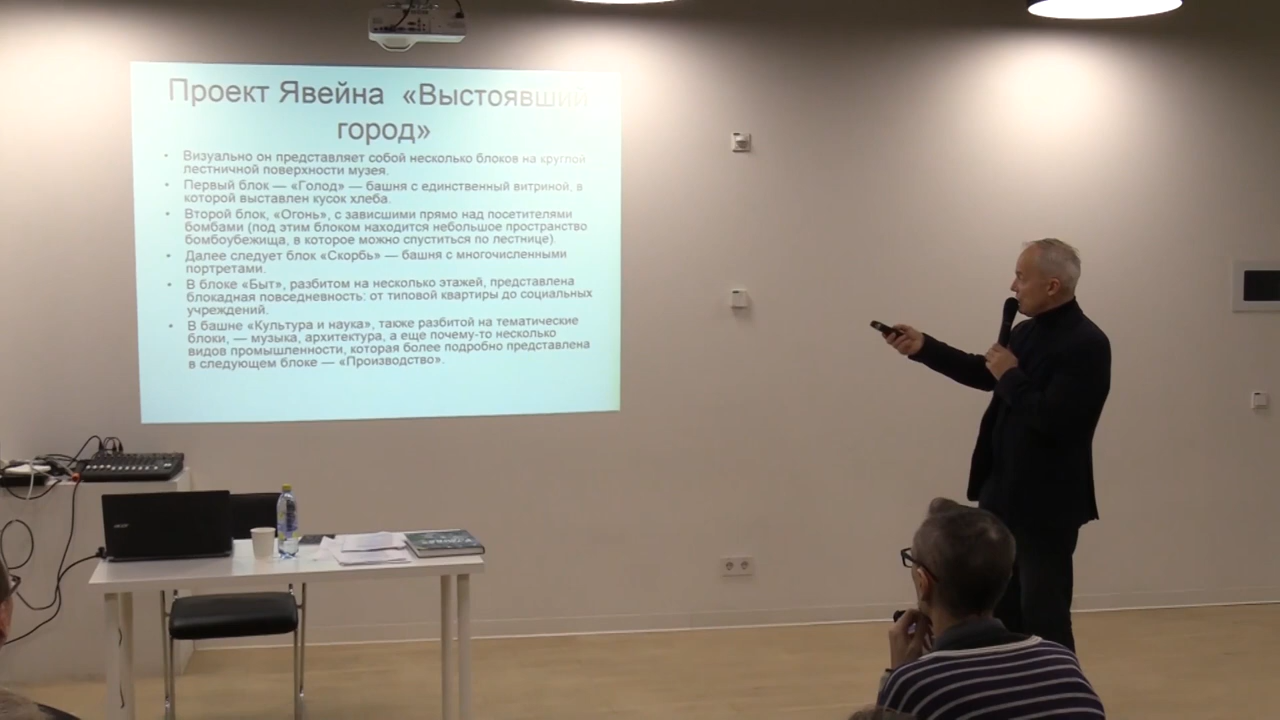 Проект Явейна «Выстоявший
город»
• Визуально он представляет собой несколько блоков на круглой
лестничной поверхности музея.
• Первый блок — «Голод» — башня с единственный витриной, в
которой выставлен кусок хлеба.
• Второй блок, «Огонь», с зависшими прямо над посетителями
бомбами (под этим блоком находится небольшое пространство
бомбоубежища, в которое можно спуститься по лестнице).
• Далее следует блок «Скорбь» — башня с многочисленными
портретами.
• В блоке «Быт», разбитом на несколько этажей, представлена
блокадная повседневность: от типовой квартиры до социальных
учреждений.
• В башне «Культура и наука», также разбитой на тематические
блоки, — музыка, архитектура, а еще почему-то несколько
видов промышленности, которая более подробно представлена
в следующем блоке — «Производство».
acer